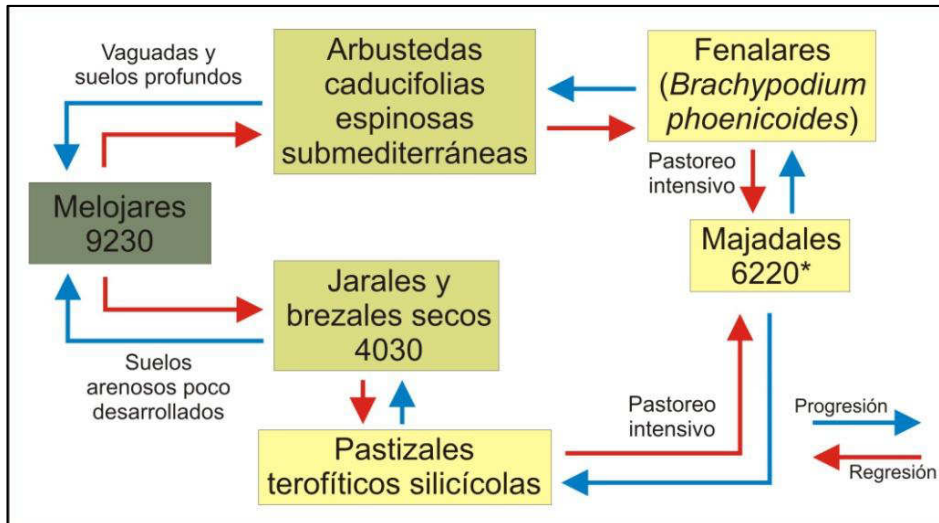 Vaguadas y
suelos profundos
Arbustedas
caducifolias
espinosas
submediterráneas
Fenalares
(Brachypodium
phoenicoides)
Pastoreo
intensivo
Melojares
9230
Majadales
6220*
Jarales y
brezales secos
4030
Suelos
arenosos poco
desarrollados
Pastoreo
intensivo
Progresión
Pastizales
terofíticos silicícolas
Regresión